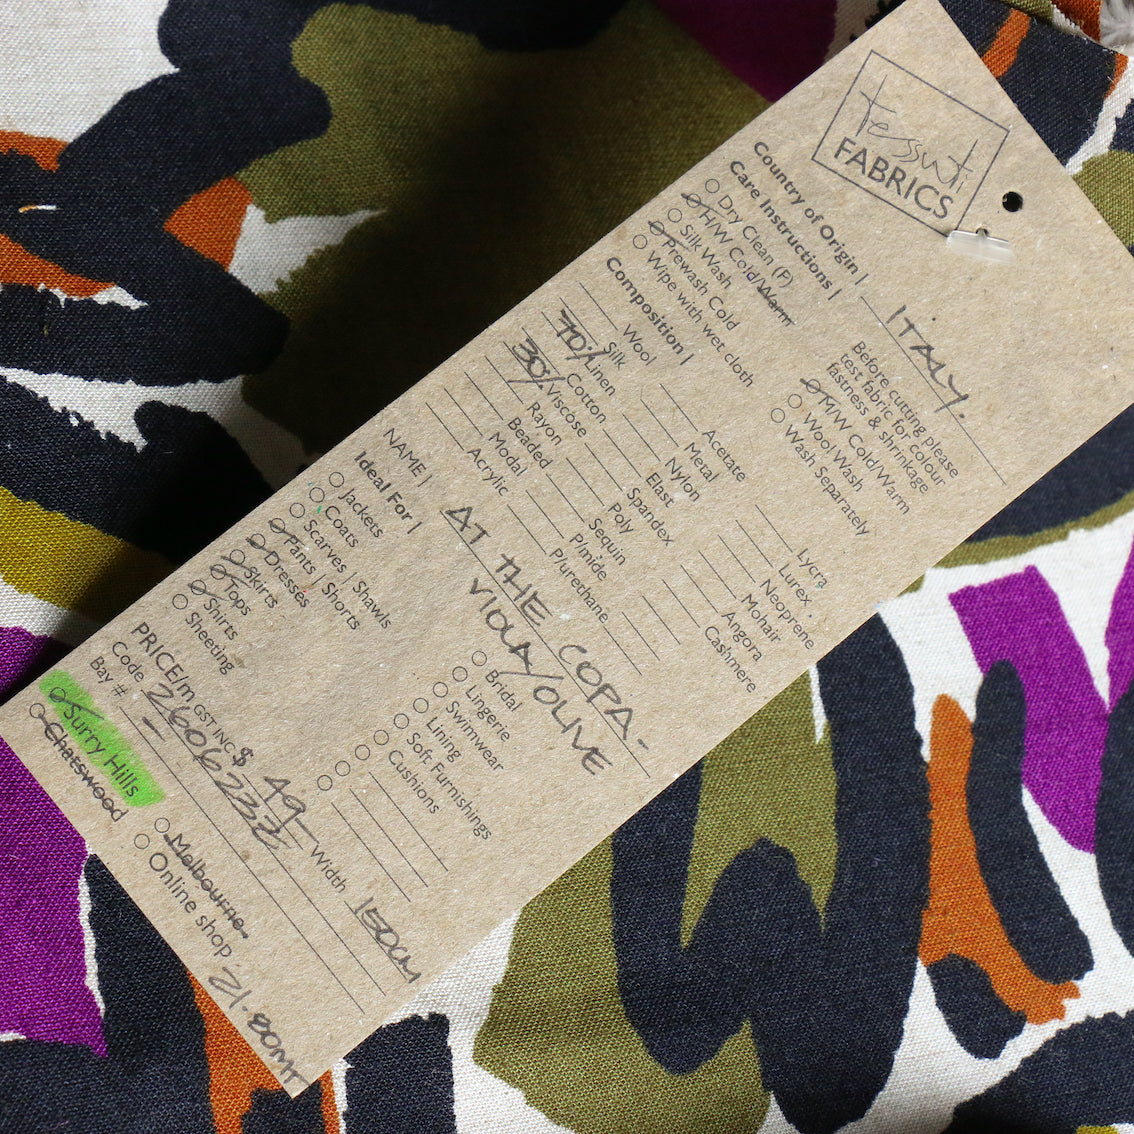 tessuti
FABRICS
Country of Origin | ITALY.
Care Instructions |
Dry Clean (P)
H/W Cold/Warm
Silk Wash
Prewash Cold
Wipe with wet cloth
Before cutting please
test fabric for colour
fastness & shrinkage
M/W Cold/Warm
Wool Wash
Wash Separately
Composition |
Wool
Silk
70% Linen
Cotton
30% Viscose
Rayon
Beaded
Modal
Acrylic
Acetate
Metal
Nylon
Elast
Spandex
Poly
Sequin
P/mide
P/urethane
Lycra
Lurex
Neoprene
Mohair
Angora
Cashmere
NAME | AT THE COPA-
VIOLA/OLIVE
Ideal For |
Jackets
Coats
Scarves | Shawls
Pants | Shorts
Dresses
Skirts
Tops
Shirts
Sheeting
Bridal
Lingerie
Swimwear
Lining
Soft Furnishings
Cushions
PRICE/m GST INC $ 49- Width 150cm
Code 2606232
Bay # -
Surry Hills
Chatswood
Melbourne
Online shop 21.80MT